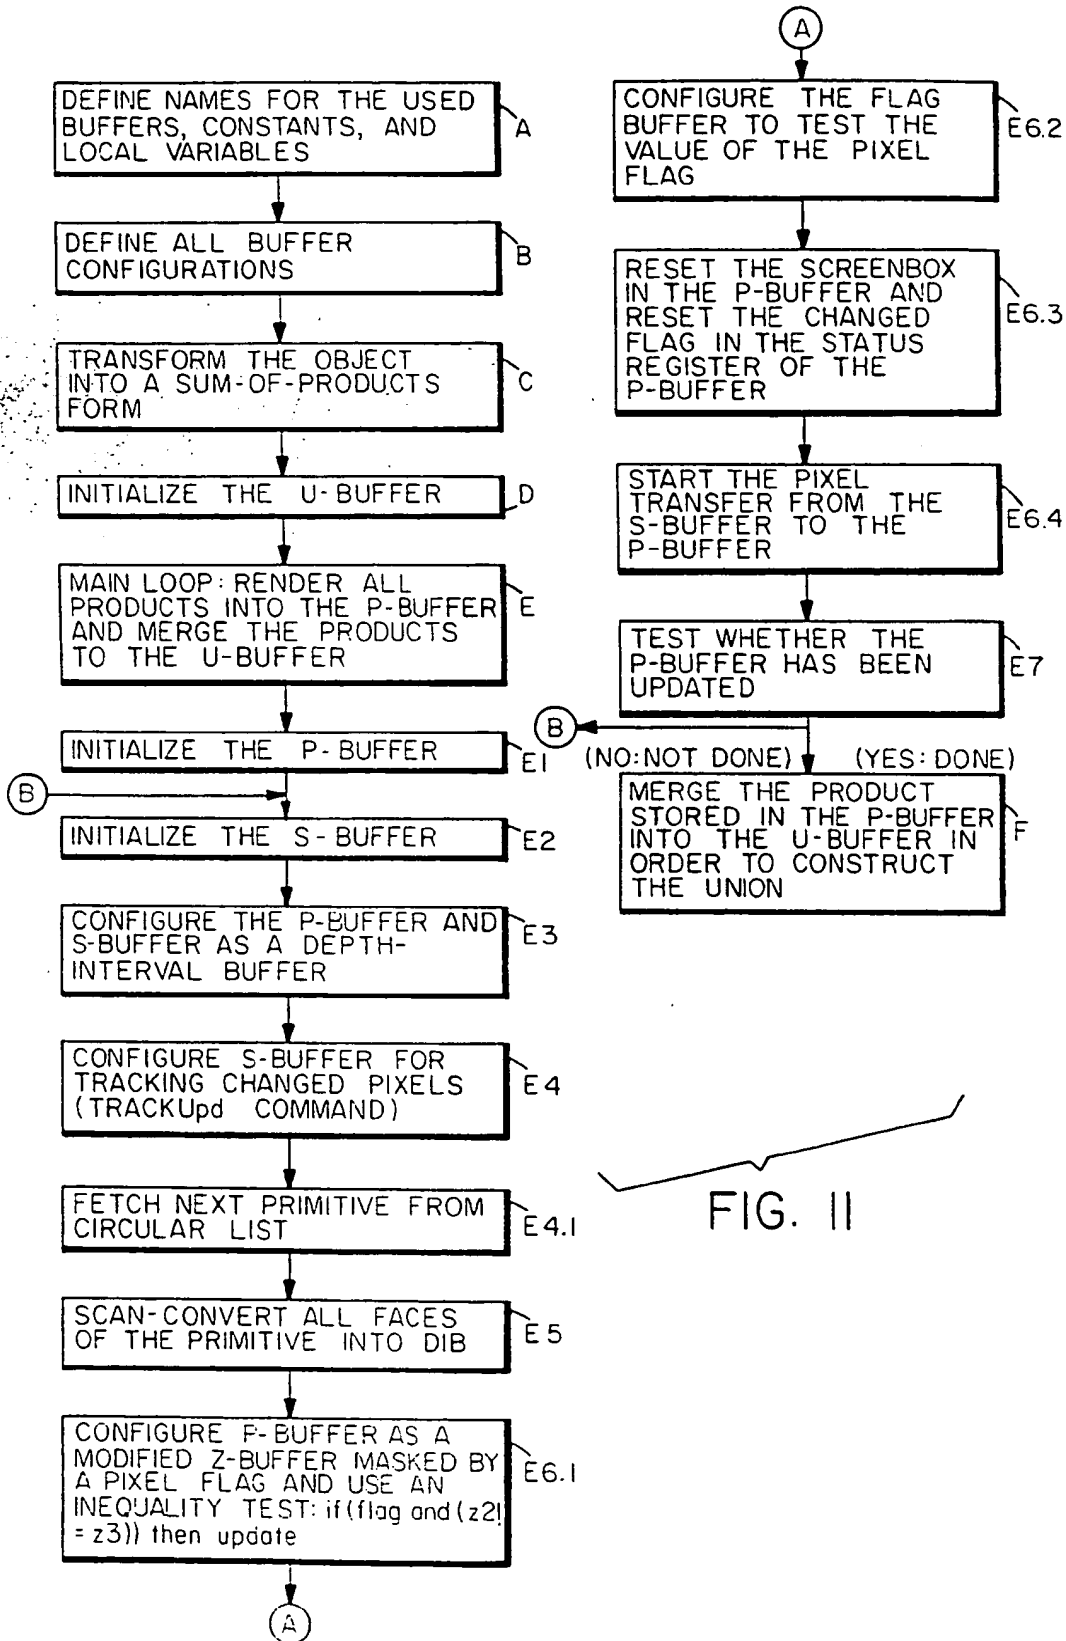 DEFINE NAMES FOR THE USED
BUFFERS, CONSTANTS, AND
LOCAL VARIABLES
A
DEFINE ALL BUFFER
CONFIGURATIONS
B
TRANSFORM THE OBJECT
INTO A SUM-OF-PRODUCTS
FORM
C
INITIALIZE THE U-BUFFER
D
MAIN LOOP: RENDER ALL
PRODUCTS INTO THE P-BUFFER
AND MERGE THE PRODUCTS
TO THE U-BUFFER
E
INITIALIZE THE P-BUFFER
E1
B
INITIALIZE THE S-BUFFER
E2
CONFIGURE THE P-BUFFER AND
S-BUFFER AS A DEPTH-
INTERVAL BUFFER
E3
CONFIGURE S-BUFFER FOR
TRACKING CHANGED PIXELS
(TRACKUpd COMMAND)
E4
FETCH NEXT PRIMITIVE FROM
CIRCULAR LIST
E4.1
SCAN-CONVERT ALL FACES
OF THE PRIMITIVE INTO DIB
E5
CONFIGURE P-BUFFER AS A
MODIFIED Z-BUFFER MASKED BY
A PIXEL FLAG AND USE AN
INEQUALITY TEST: if (flag and (z2!
= z3)) then update
E6.1
A
A
CONFIGURE THE FLAG
BUFFER TO TEST THE
VALUE OF THE PIXEL
FLAG
E6.2
RESET THE SCREENBOX
IN THE P-BUFFER AND
RESET THE CHANGED
FLAG IN THE STATUS
REGISTER OF THE
P-BUFFER
E6.3
START THE PIXEL
TRANSFER FROM THE
S-BUFFER TO THE
P-BUFFER
E6.4
TEST WHETHER THE
P-BUFFER HAS BEEN
UPDATED
E7
B
(NO: NOT DONE) (YES: DONE)
MERGE THE PRODUCT
STORED IN THE P-BUFFER
INTO THE U-BUFFER IN
ORDER TO CONSTRUCT
THE UNION
F
FIG. 11